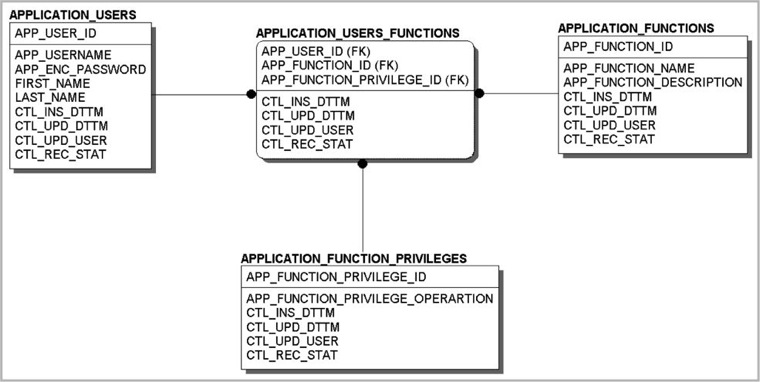 APPLICATION_USERS
APP_USER_ID
APP_USERNAME
APP_ENC_PASSWORD
FIRST_NAME
LAST_NAME
CTL_INS_DTTM
CTL_UPD_DTTM
CTL_UPD_USER
CTL_REC_STAT
APPLICATION_USERS_FUNCTIONS
APP_USER_ID (FK)
APP_FUNCTION_ID (FK)
APP_FUNCTION_PRIVILEGE_ID (FK)
CTL_INS_DTTM
CTL_UPD_DTTM
CTL_UPD_USER
CTL_REC_STAT
APPLICATION_FUNCTIONS
APP_FUNCTION_ID
APP_FUNCTION_NAME
APP_FUNCTION_DESCRIPTION
CTL_INS_DTTM
CTL_UPD_DTTM
CTL_UPD_USER
CTL_REC_STAT
APPLICATION_FUNCTION_PRIVILEGES
APP_FUNCTION_PRIVILEGE_ID
APP_FUNCTION_PRIVILEGE_OPERARTION
CTL_INS_DTTM
CTL_UPD_DTTM
CTL_UPD_USER
CTL_REC_STAT